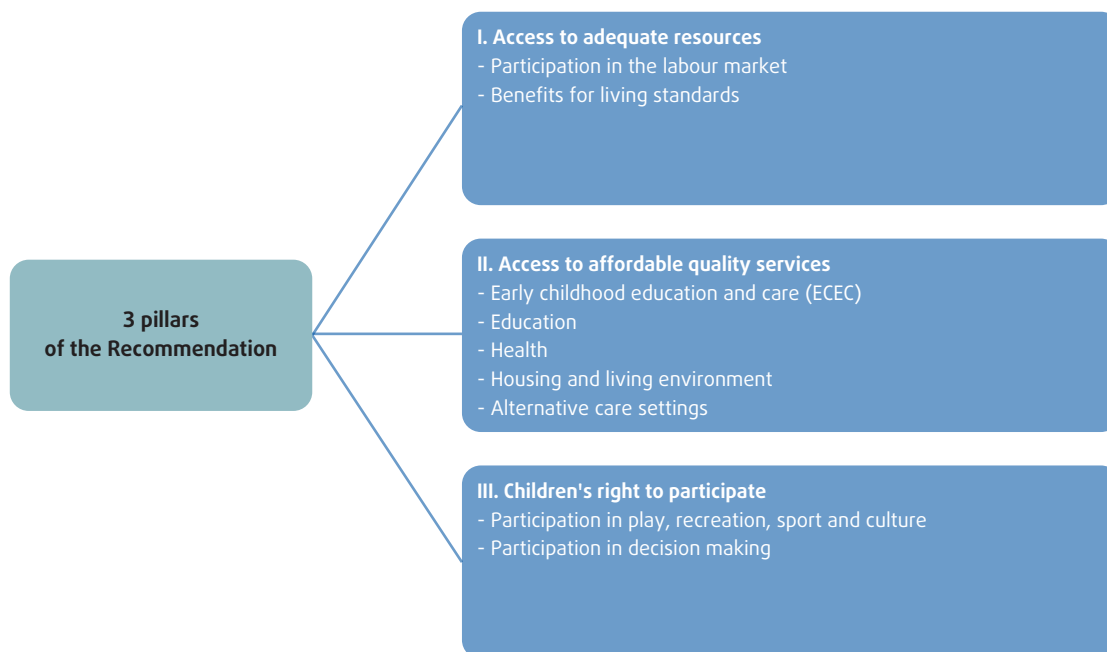 3 pillars
of the Recommendation
I. Access to adequate resources
- Participation in the labour market
- Benefits for living standards
II. Access to affordable quality services
- Early childhood education and care (ECEC)
- Education
- Health
- Housing and living environment
- Alternative care settings
III. Children's right to participate
- Participation in play, recreation, sport and culture
- Participation in decision making